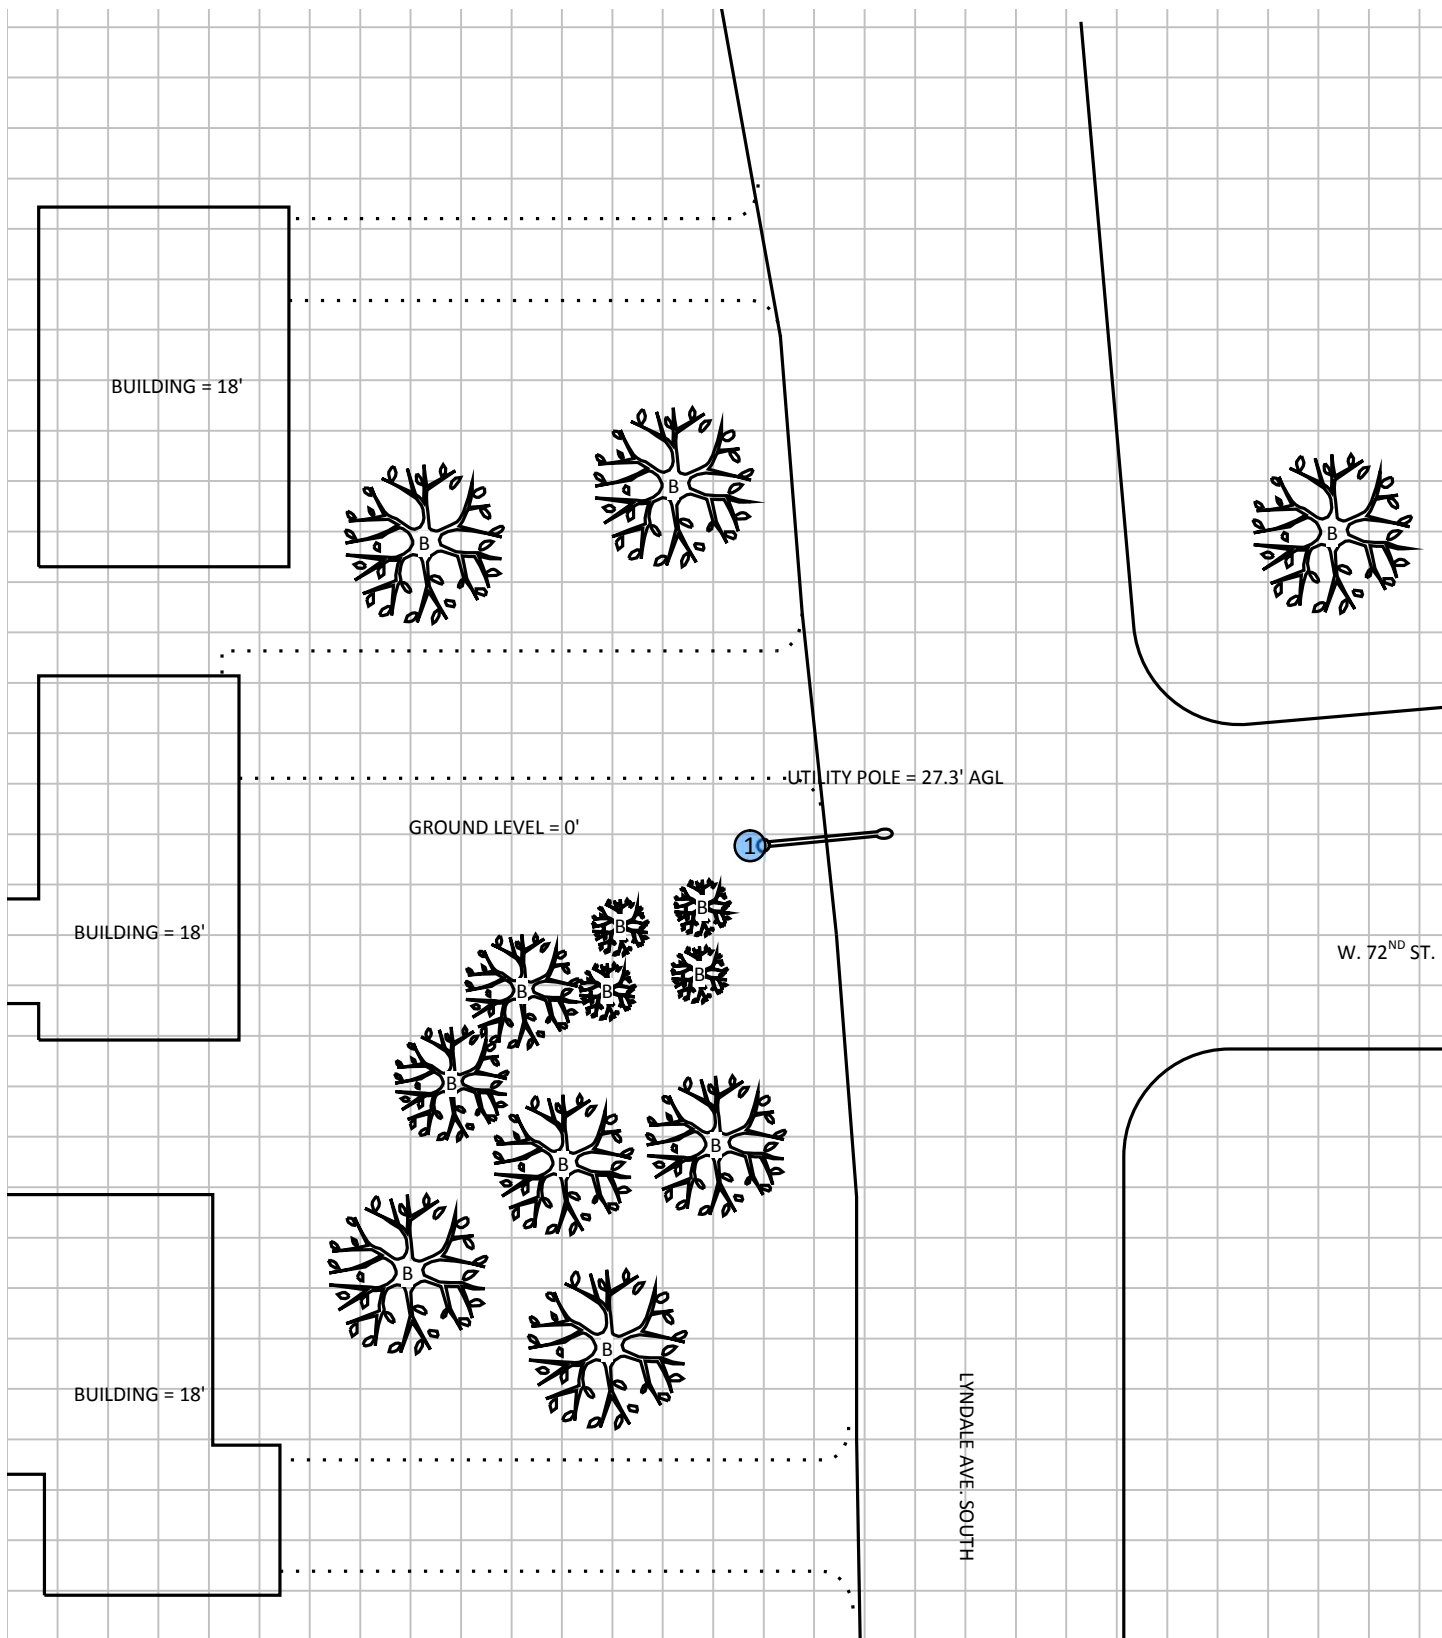 BUILDING = 18'
B
B
B
UTILITY POLE = 27.3' AGL
GROUND LEVEL = 0'
1
B
B
BUILDING = 18'
W. 72ND ST.
B
B
B
B
B
B
B
B
BUILDING = 18'
LYNDALE AVE. SOUTH